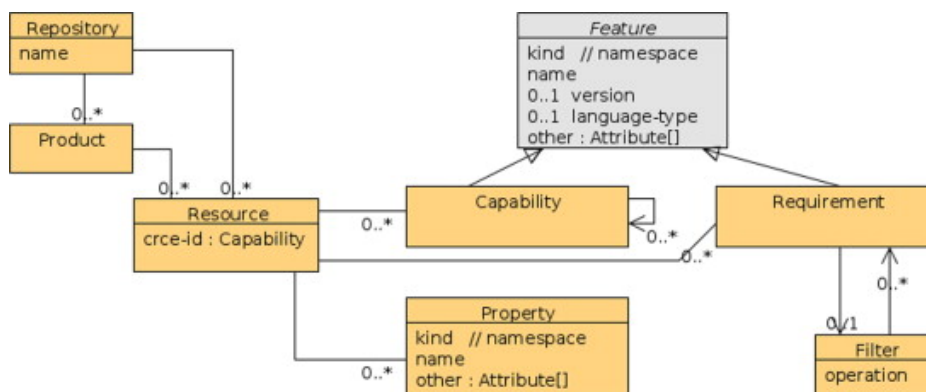 Repository
name
0..*
Product
0..*
0..*
Feature
kind // namespace
name
0..1 version
0..1 language-type
other : Attribute[]
Resource
crce-id : Capability
0..*
Capability
0..*
Requirement
0..*
0..*
0../1
Property
kind // namespace
name
other : Attribute[]
0..*
Filter
operation